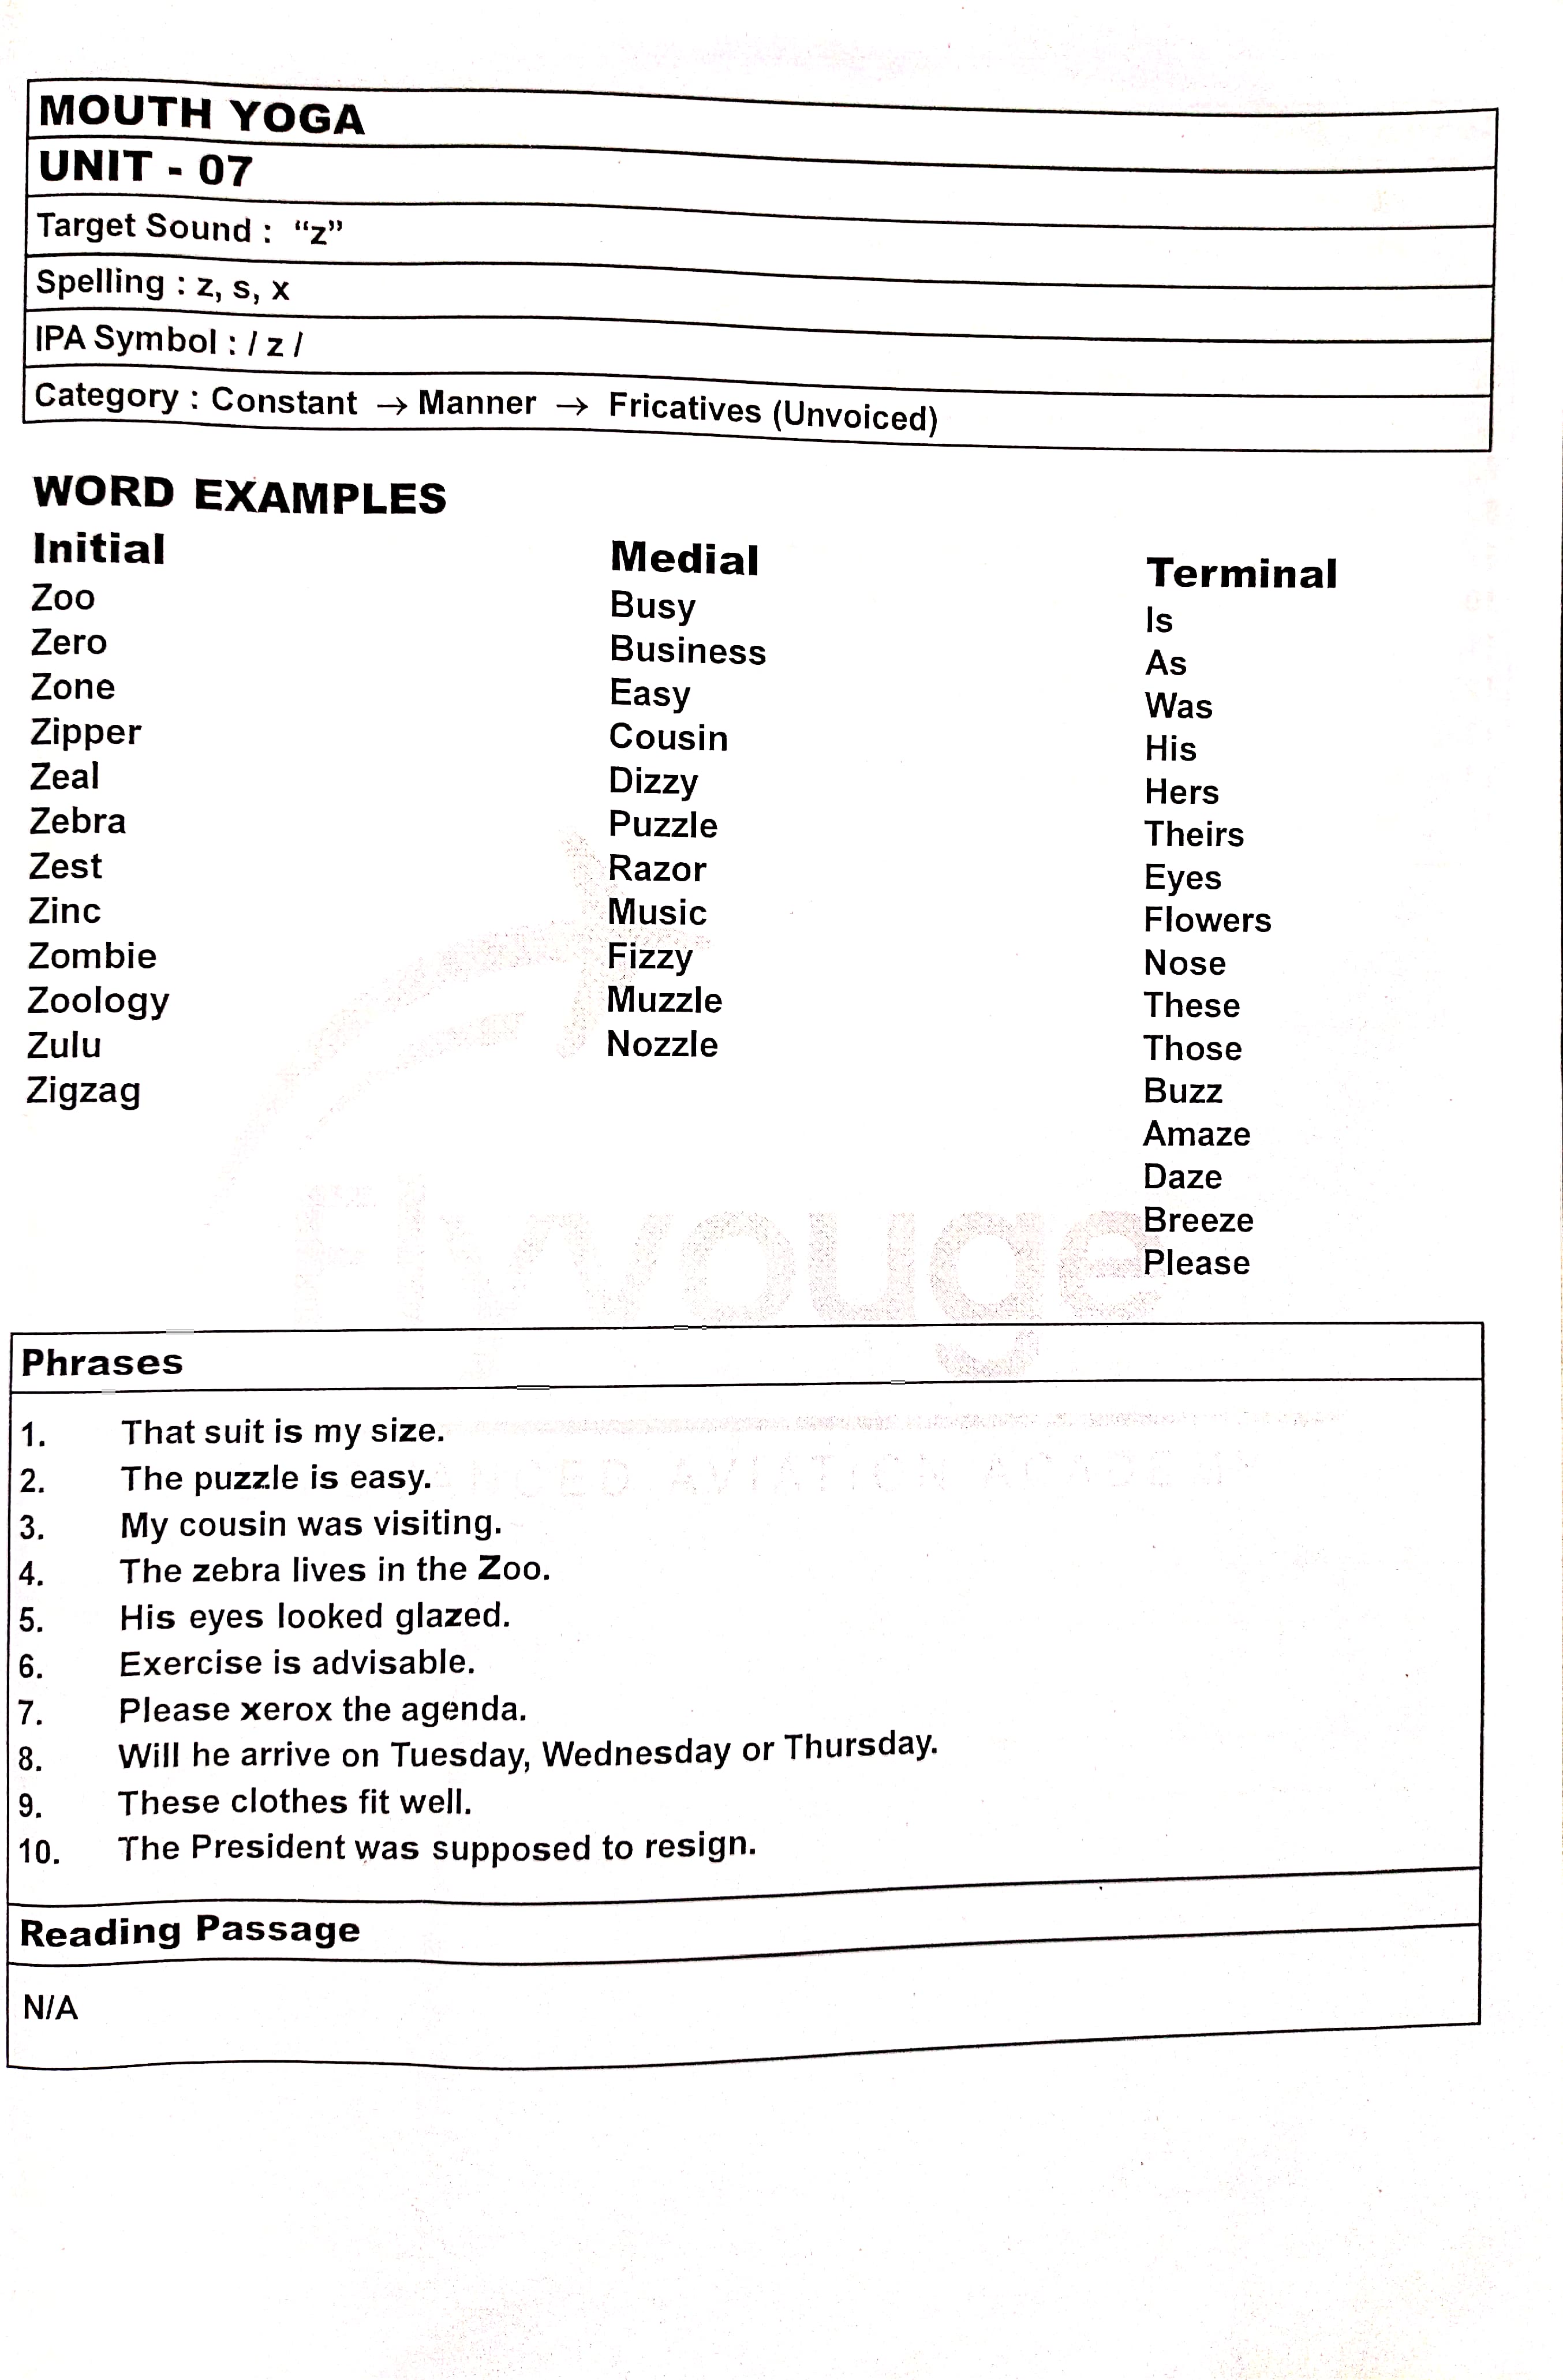 MOUTH YOGA
UNIT - 07
Target Sound : “z”
Spelling : z, s, x
IPA Symbol : / z /
Category : Constant → Manner → Fricatives (Unvoiced)
WORD EXAMPLES
Initial
Zoo
Zero
Zone
Zipper
Zeal
Zebra
Zest
Zinc
Zombie
Zoology
Zulu
Zigzag
Medial
Busy
Business
Easy
Cousin
Dizzy
Puzzle
Razor
Music
Fizzy
Muzzle
Nozzle
Terminal
Is
As
Was
His
Hers
Theirs
Eyes
Flowers
Nose
These
Those
Buzz
Amaze
Daze
Breeze
Please
Flyvouge
AVIATION ACADEMY
Phrases
1. That suit is my size.
2. The puzzle is easy.
3. My cousin was visiting.
4. The zebra lives in the Zoo.
5. His eyes looked glazed.
6. Exercise is advisable.
7. Please xerox the agenda.
8. Will he arrive on Tuesday, Wednesday or Thursday.
9. These clothes fit well.
10. The President was supposed to resign.
Reading Passage
N/A